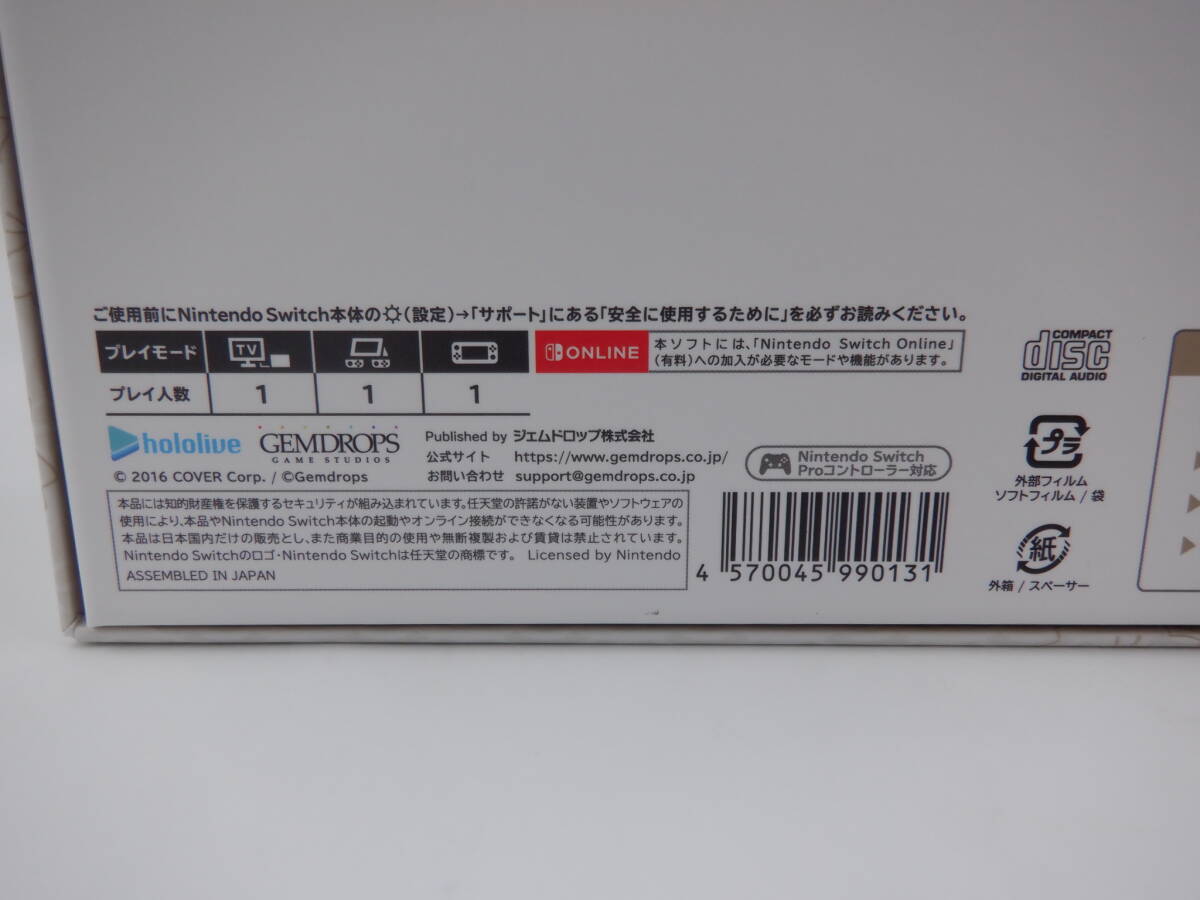 ご使用前にNintendo Switch本体の(設定)→「サポート」にある「安全に使用するために」を必ずお読みください。
プレイモード TV
プレイ人数 1 1 1
ONLINE
本ソフトには、「Nintendo Switch Online」
(有料)への加入が必要なモードや機能があります。
hololive
GEMDROPS
GAME STUDIOS
© 2016 COVER Corp. / ©Gemdrops
Published by ジェムドロップ株式会社
公式サイト https://www.gemdrops.co.jp/
お問い合わせ support@gemdrops.co.jp
Nintendo Switch
Proコントローラー対応
本品には知的財産権を保護するセキュリティが組み込まれています。任天堂の許諾がない装置やソフトウェアの
使用により、本品やNintendo Switch本体の起動やオンライン接続ができなくなる可能性があります。
本品は日本国内だけの販売とし、また商業目的の使用や無断複製および賃貸は禁止されています。
Nintendo Switchのロゴ・Nintendo Switchは任天堂の商標です。 Licensed by Nintendo
ASSEMBLED IN JAPAN
4 570045 990131
COMPACT
disc
DIGITAL AUDIO
プラ
外部フィルム
ソフトフィルム / 袋
紙
外箱 / スペーサー